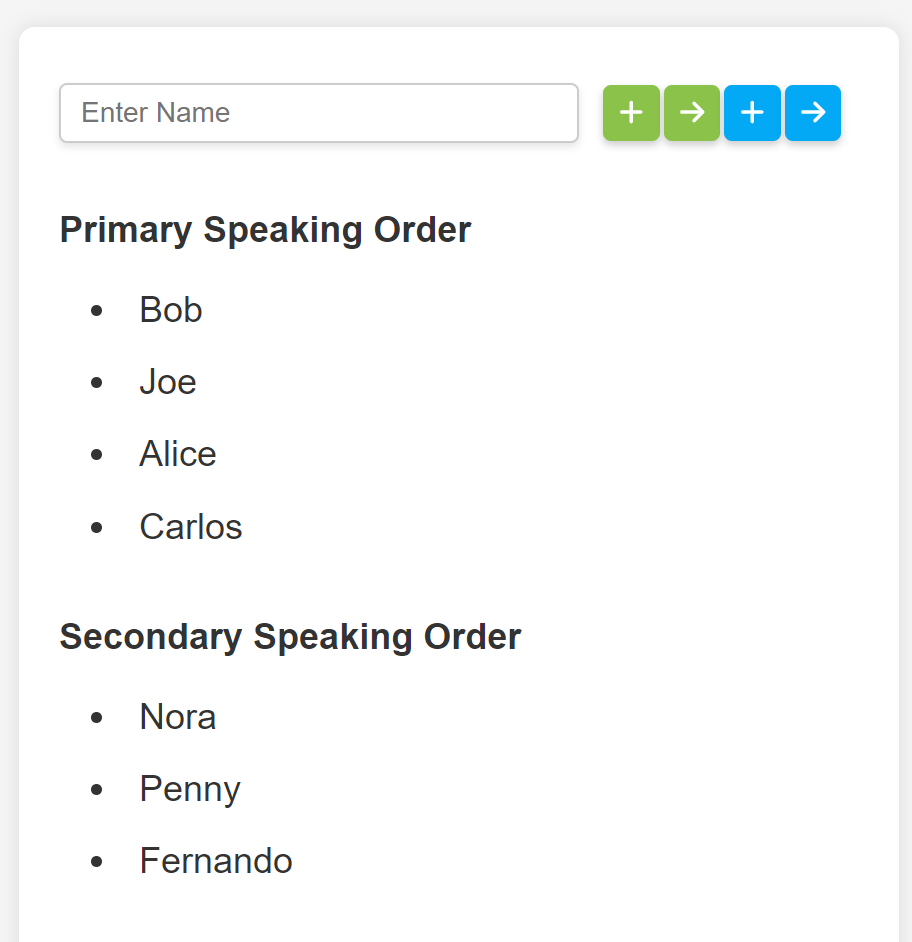 Enter Name
Primary Speaking Order
• Bob
• Joe
• Alice
• Carlos
Secondary Speaking Order
• Nora
• Penny
• Fernando